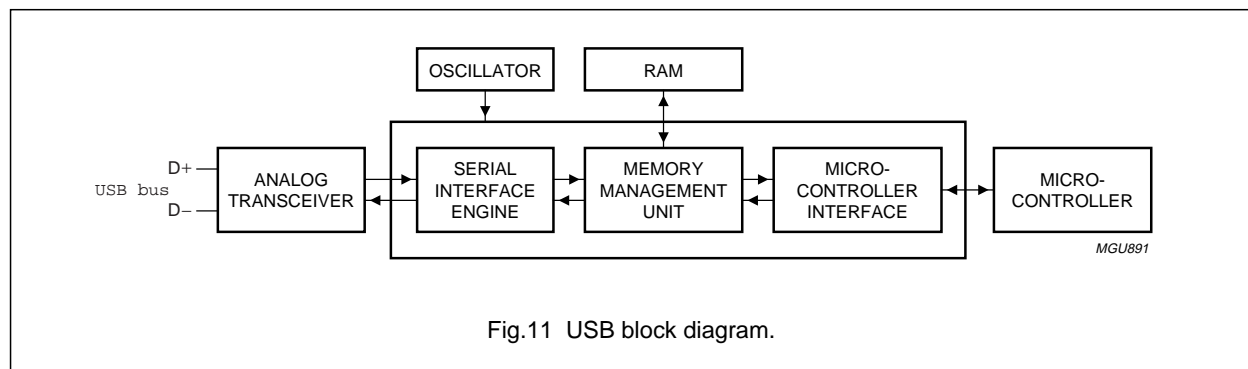 OSCILLATOR
RAM
D+
USB bus
D−
ANALOG
TRANSCEIVER
SERIAL
INTERFACE
ENGINE
MEMORY
MANAGEMENT
UNIT
MICRO-
CONTROLLER
INTERFACE
MICRO-
CONTROLLER
MGU891
Fig.11 USB block diagram.